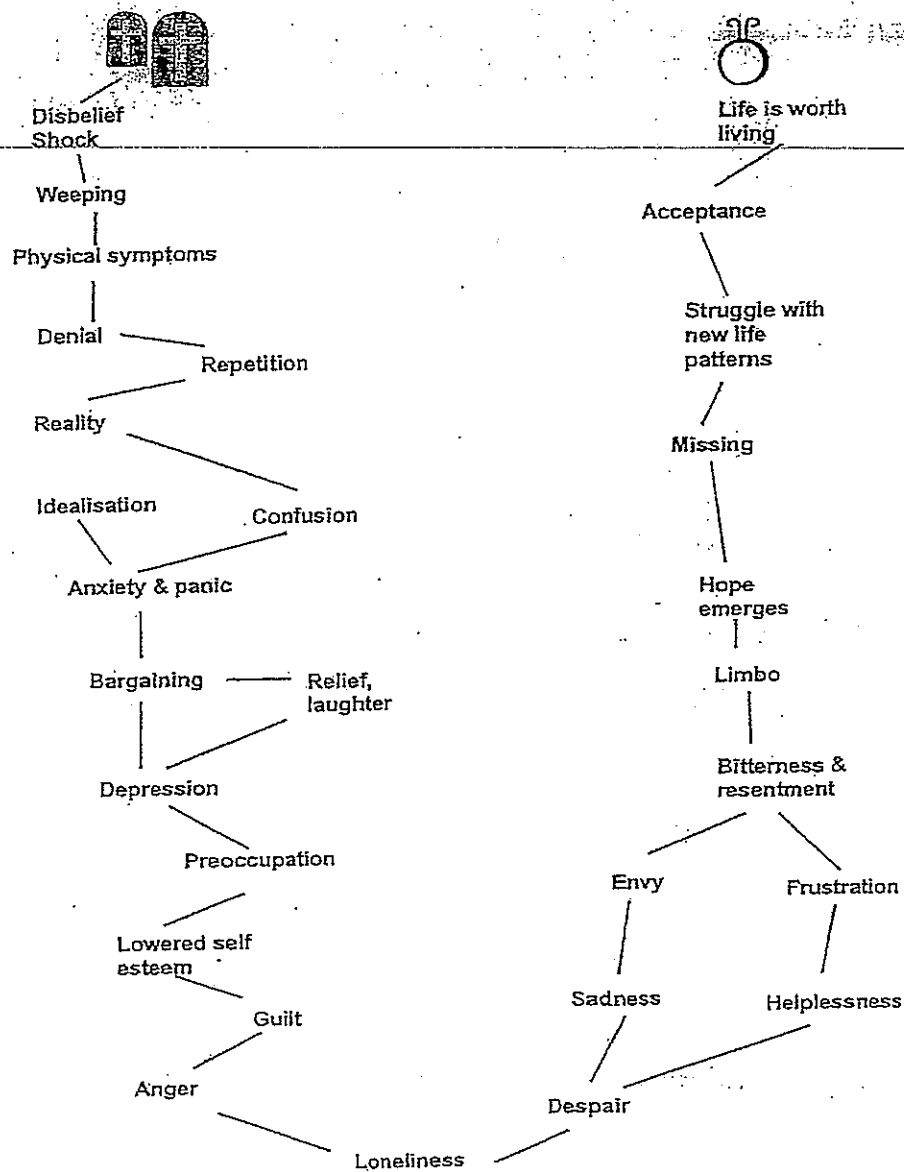 Disbelief
Shock
Weeping
Physical symptoms
Denial
Repetition
Reality
Idealisation
Confusion
Anxiety & panic
Bargaining
Relief,
laughter
Depression
Preoccupation
Lowered self
esteem
Guilt
Anger
Loneliness
Despair
Sadness
Helplessness
Envy
Frustration
Bitterness &
resentment
Limbo
Hope
emerges
Missing
Struggle with
new life
patterns
Acceptance
Life is worth
living